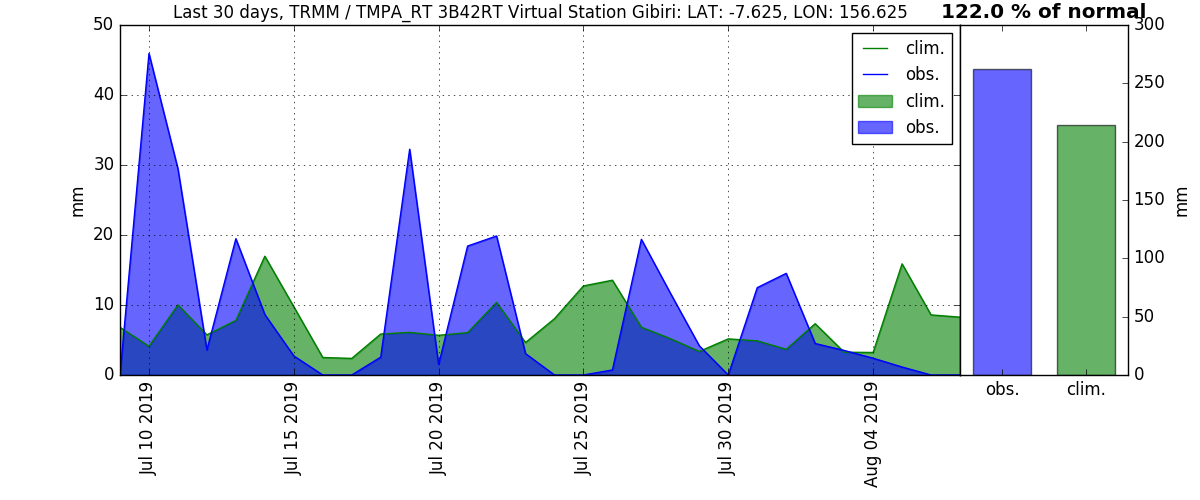 Last 30 days, TRMM / TMPA_RT 3B42RT Virtual Station Gibiri: LAT: -7.625, LON: 156.625
122.0 % of normal
50
40
30
20
10
0
mm
clim.
obs.
clim.
obs.
Jul 10 2019
Jul 15 2019
Jul 20 2019
Jul 25 2019
Jul 30 2019
Aug 04 2019
300
250
200
150
100
50
0
mm
obs.
clim.